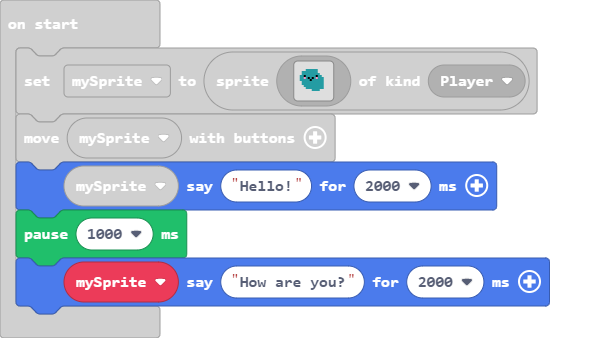 on start
set mySprite to sprite of kind Player
move mySprite with buttons
mySprite say "Hello!" for 2000 ms
pause 1000 ms
mySprite say "How are you?" for 2000 ms